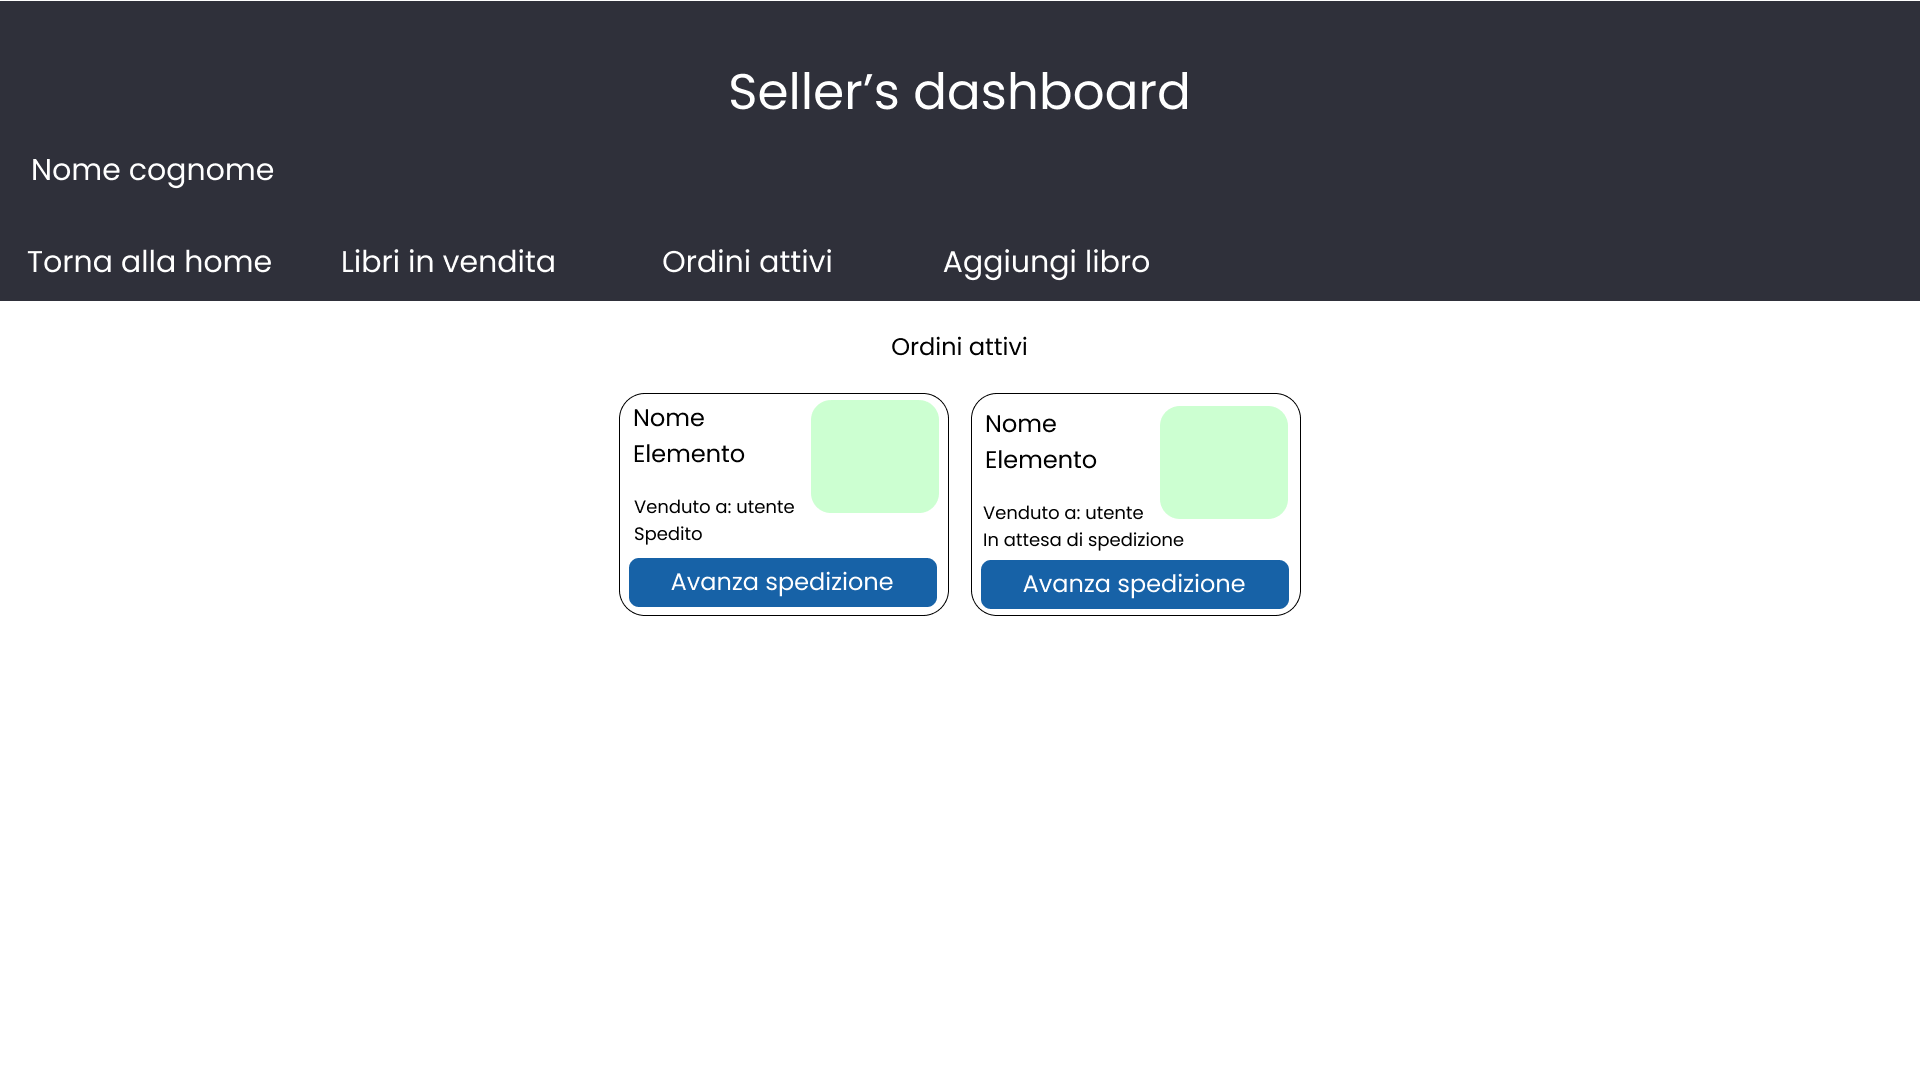 Seller’s dashboard
Nome cognome
Torna alla home
Libri in vendita
Ordini attivi
Aggiungi libro
Ordini attivi
Nome
Elemento
Venduto a: utente
Spedito
Avanza spedizione
Nome
Elemento
Venduto a: utente
In attesa di spedizione
Avanza spedizione